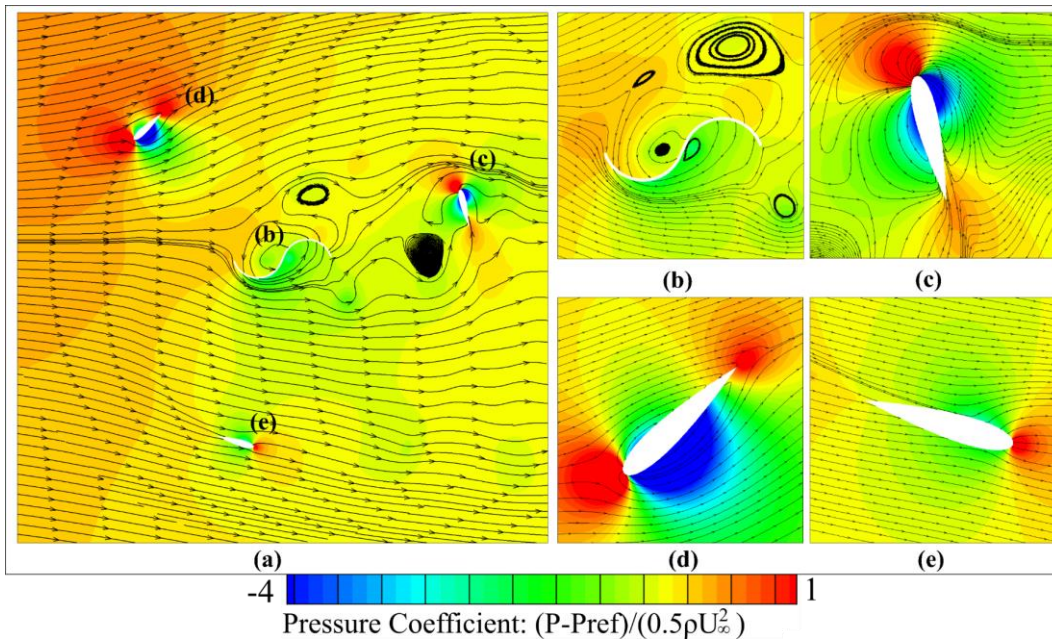 (d)
(c)
(b)
(e)
(a)
(b)
(c)
(d)
(e)
-4
1
Pressure Coefficient: (P-Pref)/(0.5ρU∞²)